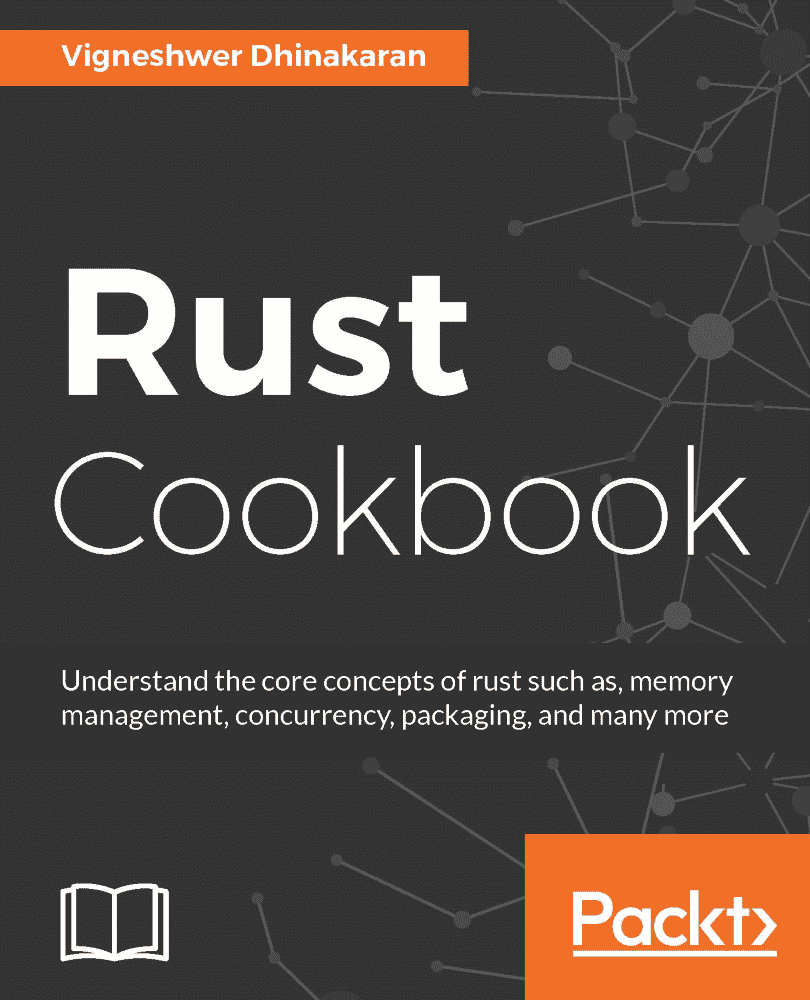 Vigneshwer Dhinakaran
Rust
Cookbook
Understand the core concepts of rust such as, memory
management, concurrency, packaging, and many more
Packt>